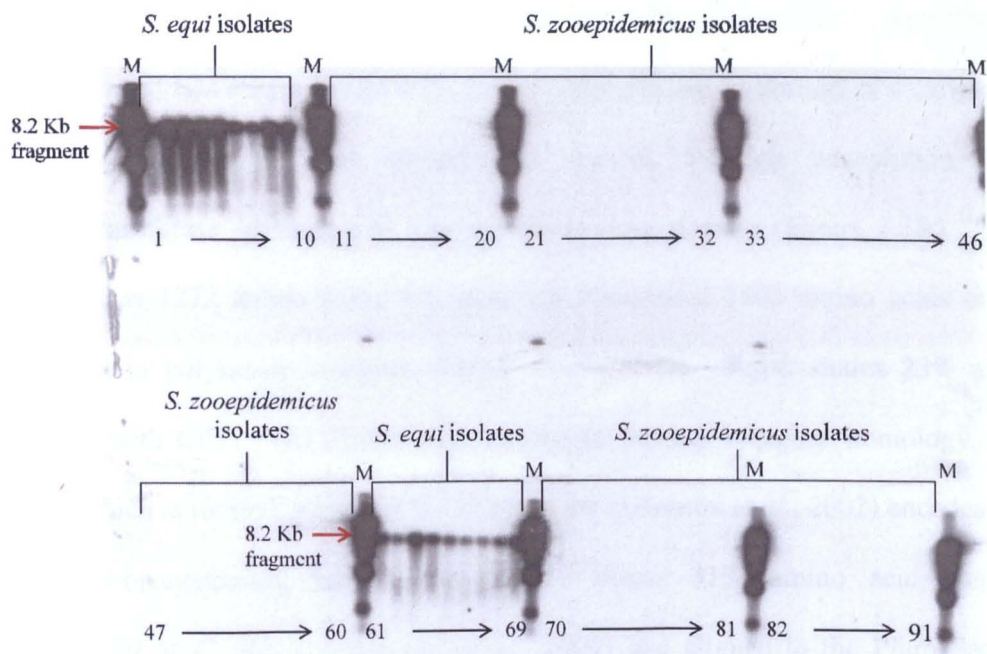 S. equi isolates
S. zooepidemicus isolates
M M M M M
8.2 Kb
fragment
1 10 11 20 21 32 33 46
S. zooepidemicus
isolates
S. equi isolates
S. zooepidemicus isolates
M M M M
8.2 Kb
fragment
47 60 61 69 70 81 82 91